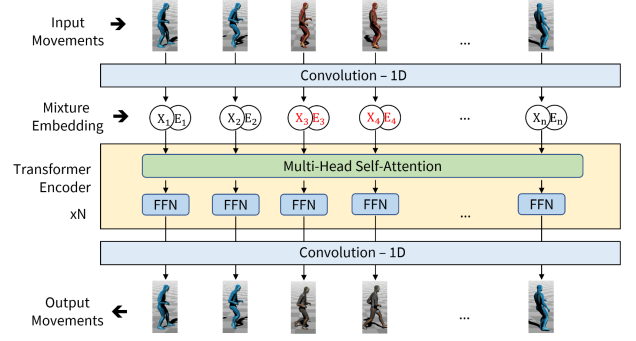 Input
Movements ➔
...
Convolution – 1D
Mixture
Embedding ➔
X₁ E₁ X₂ E₂ X₃ E₃ X₄ E₄ ... Xₙ Eₙ
Transformer
Encoder
xN
Multi-Head Self-Attention
FFN FFN FFN FFN ... FFN
Convolution – 1D
Output
Movements 🡰
...